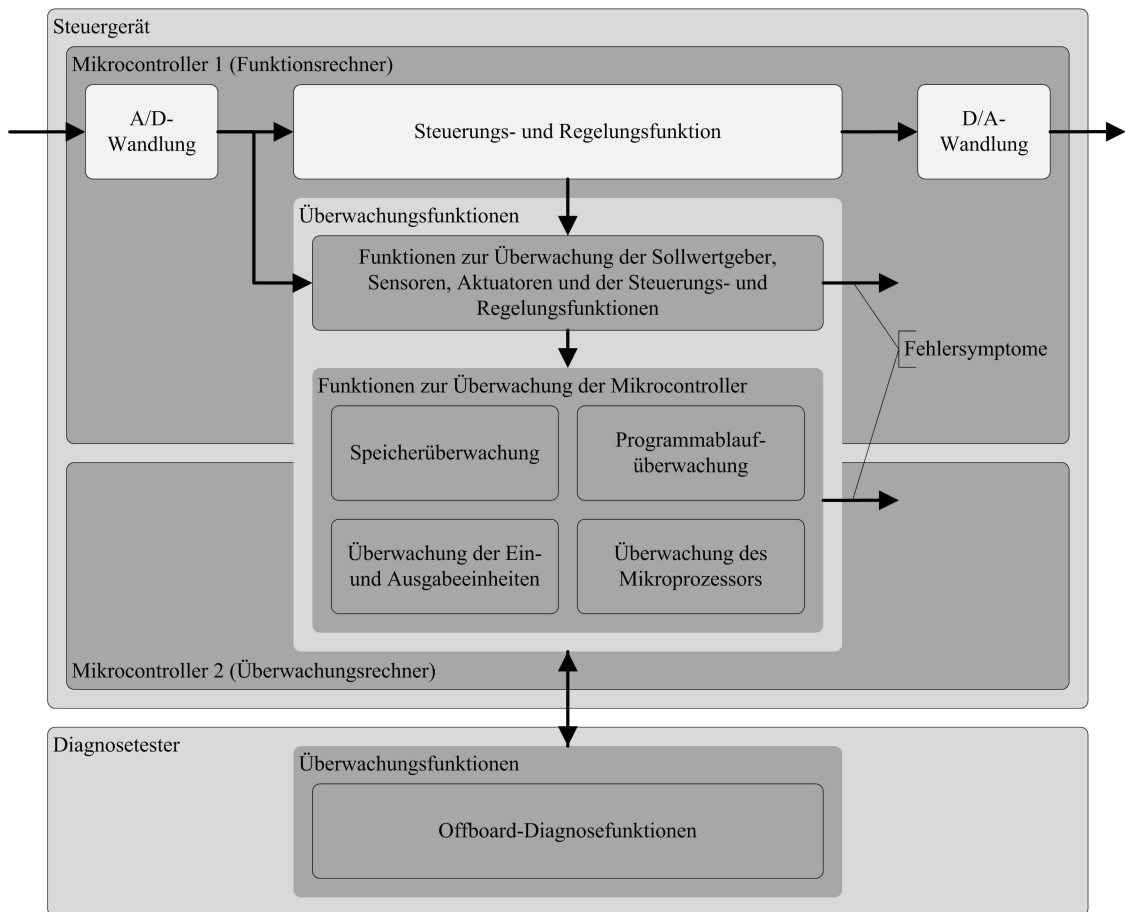 Steuergerät
Mikrocontroller 1 (Funktionsrechner)
A/D-
Wandlung
Steuerungs- und Regelungsfunktion
D/A-
Wandlung
Überwachungsfunktionen
Funktionen zur Überwachung der Sollwertgeber,
Sensoren, Aktuatoren und der Steuerungs- und
Regelungsfunktionen
Fehlersymptome
Funktionen zur Überwachung der Mikrocontroller
Speicherüberwachung
Programmablauf-
überwachung
Überwachung der Ein-
und Ausgabeeinheiten
Überwachung des
Mikroprozessors
Mikrocontroller 2 (Überwachungsrechner)
Diagnosetester
Überwachungsfunktionen
Offboard-Diagnosefunktionen